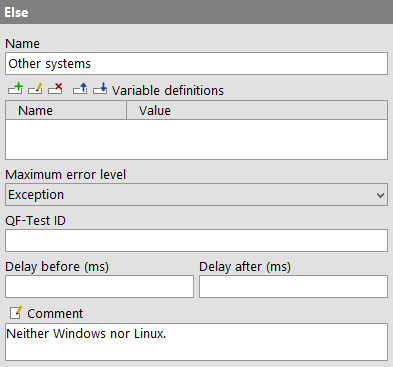 Else
Name
Other systems
Variable definitions
Name Value
Maximum error level
Exception
QF-Test ID
Delay before (ms) Delay after (ms)
Comment
Neither Windows nor Linux.